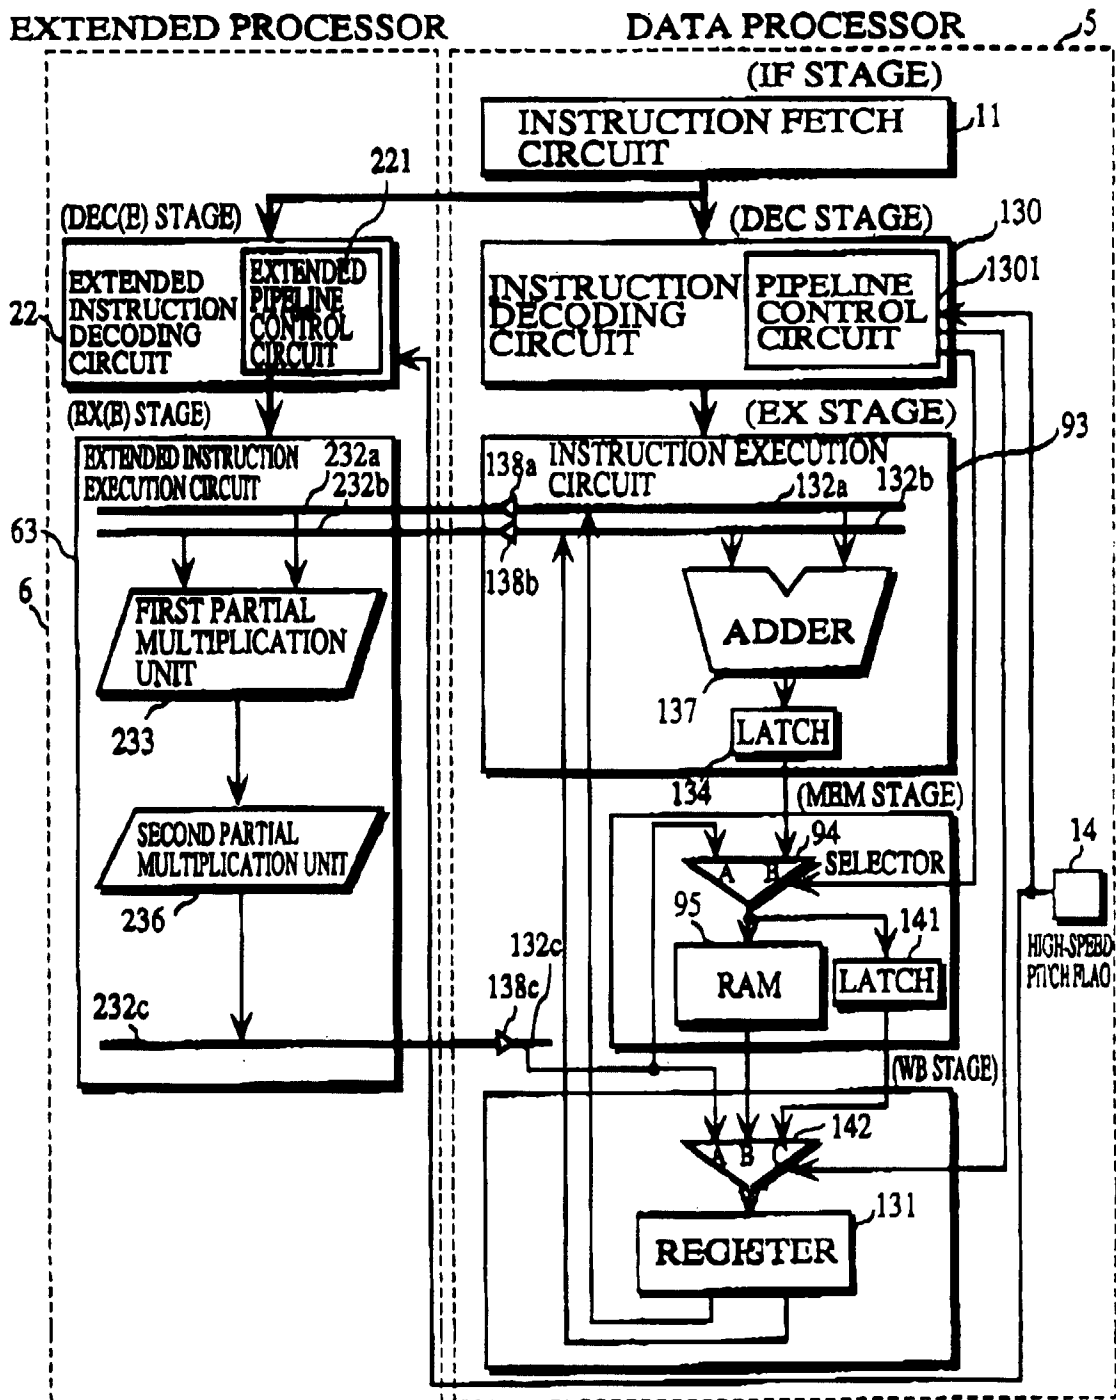 EXTENDED PROCESSOR
DATA PROCESSOR
5
(IF STAGE)
INSTRUCTION FETCH
CIRCUIT
11
221
(DEC(E) STAGE)
(DEC STAGE)
130
1301
22
EXTENDED
INSTRUCTION
DECODING
CIRCUIT
EXTENDED
PIPELINE
CONTROL
CIRCUIT
INSTRUCTION
DECODING
CIRCUIT
PIPELINE
CONTROL
CIRCUIT
(EX(E) STAGE)
(EX STAGE)
93
EXTENDED INSTRUCTION
EXECUTION CIRCUIT
232a
232b
138a
INSTRUCTION EXECUTION
CIRCUIT
132a
132b
63
6
138b
FIRST PARTIAL
MULTIPLICATION
UNIT
233
ADDER
137
LATCH
134
(MEM STAGE)
SECOND PARTIAL
MULTIPLICATION UNIT
236
94
A B
SELECTOR
14
HIGH-SPEED
PITCH FLAG
95
141
RAM
LATCH
132c
138c
232c
(WB STAGE)
A B C
142
131
REGISTER